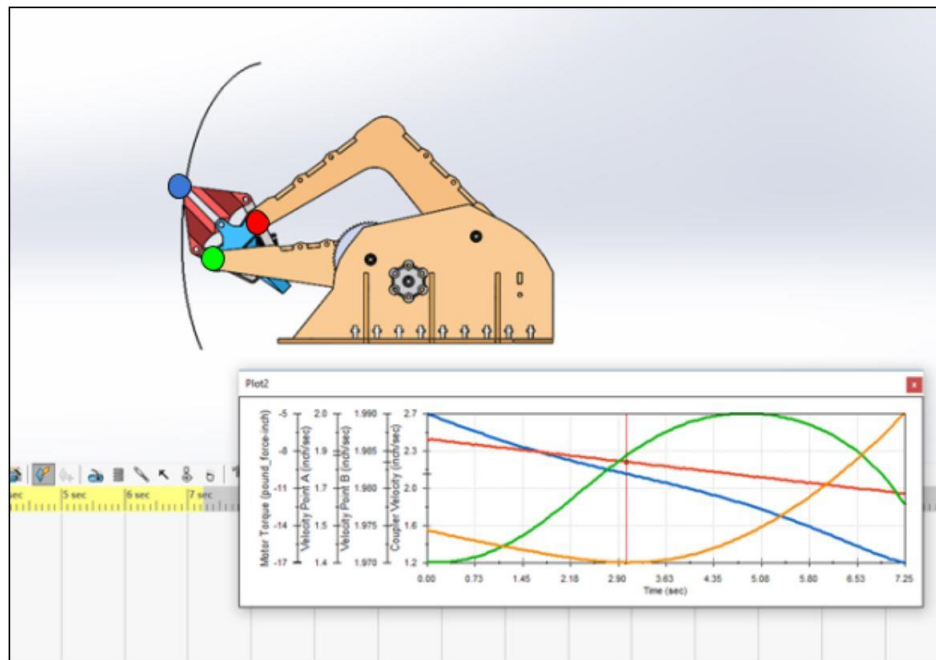 sec
5 sec
6 sec
7 sec
Plot2
x
Motor Torque (pound_force-inch)
-5
-8
-11
-14
-17
Velocity Point A (inch/sec)
2.0
1.9
1.7
1.5
1.4
Velocity Point B (inch/sec)
1.990
1.985
1.980
1.975
1.970
Coupler Velocity (inch/sec)
2.7
2.3
2.0
1.6
1.2
0.00 0.73 1.45 2.18 2.90 3.63 4.35 5.08 5.80 6.53 7.25
Time (sec)